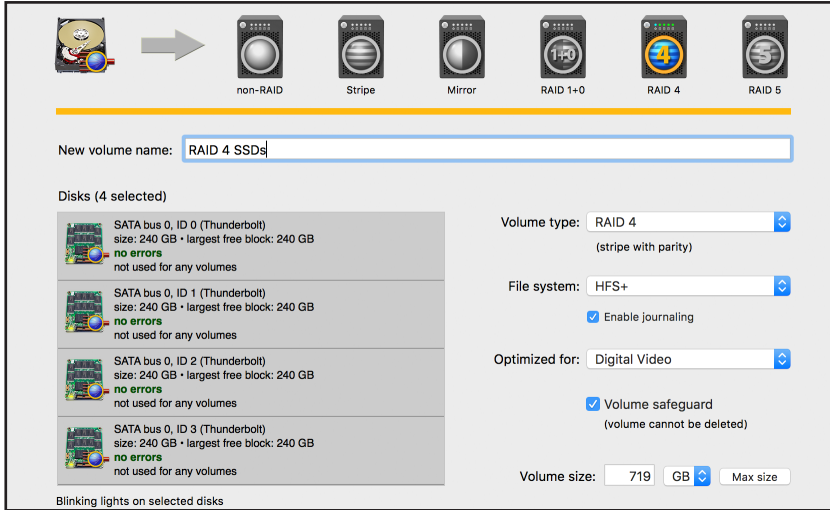 non-RAID
Stripe
Mirror
1+0
RAID 1+0
4
RAID 4
5
RAID 5
New volume name: RAID 4 SSDs
Disks (4 selected)
SATA bus 0, ID 0 (Thunderbolt)
size: 240 GB • largest free block: 240 GB
no errors
not used for any volumes
SATA bus 0, ID 1 (Thunderbolt)
size: 240 GB • largest free block: 240 GB
no errors
not used for any volumes
SATA bus 0, ID 2 (Thunderbolt)
size: 240 GB • largest free block: 240 GB
no errors
not used for any volumes
SATA bus 0, ID 3 (Thunderbolt)
size: 240 GB • largest free block: 240 GB
no errors
not used for any volumes
Blinking lights on selected disks
Volume type: RAID 4
(stripe with parity)
File system: HFS+
Enable journaling
Optimized for: Digital Video
Volume safeguard
(volume cannot be deleted)
Volume size: 719 GB Max size